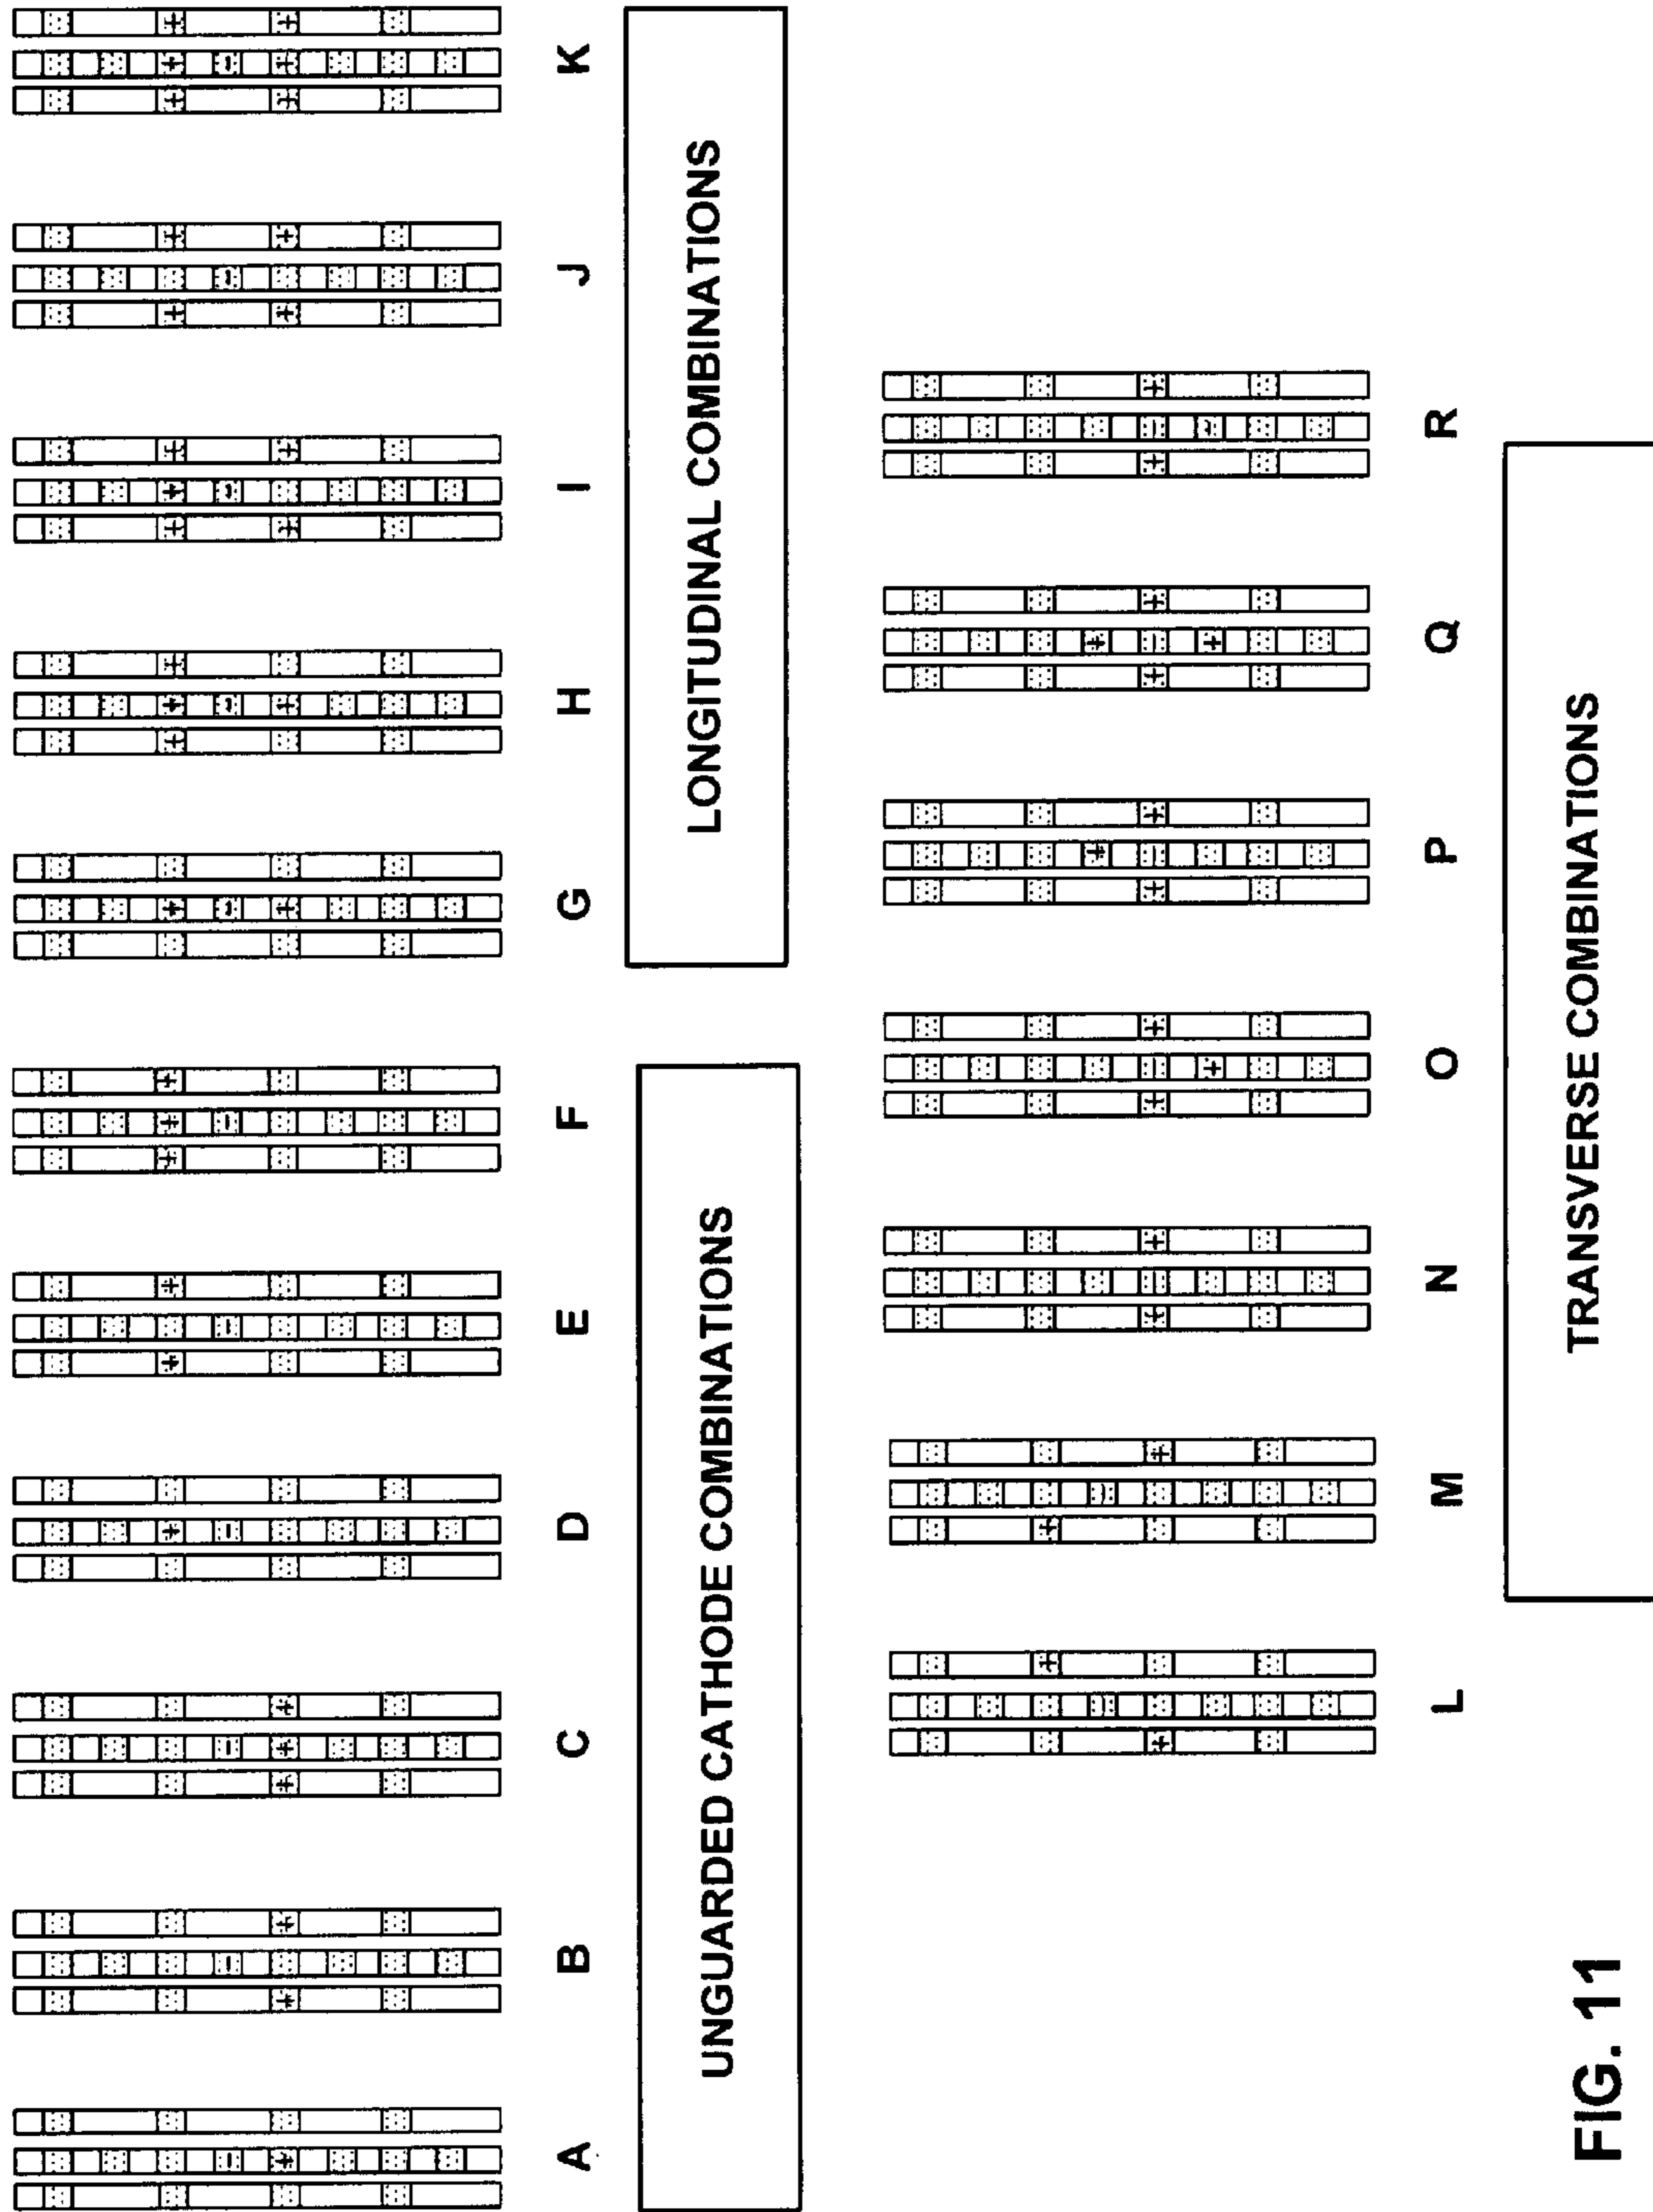 A B C D E F G H I J K
UNGUARDED CATHODE COMBINATIONS
LONGITUDINAL COMBINATIONS
L M N O P Q R
TRANSVERSE COMBINATIONS
FIG. 11